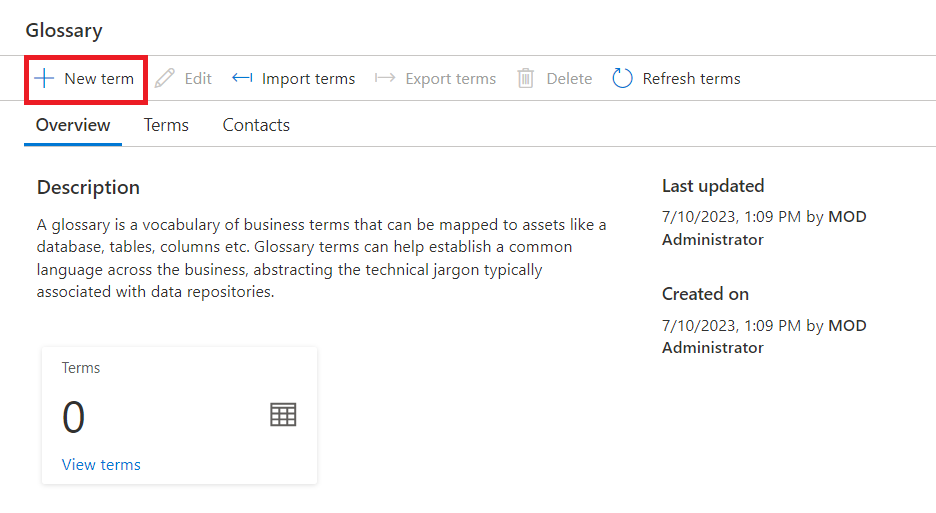 Glossary
New term Edit Import terms Export terms Delete Refresh terms
Overview Terms Contacts
Description
A glossary is a vocabulary of business terms that can be mapped to assets like a
database, tables, columns etc. Glossary terms can help establish a common
language across the business, abstracting the technical jargon typically
associated with data repositories.
Last updated
7/10/2023, 1:09 PM by MOD
Administrator
Created on
7/10/2023, 1:09 PM by MOD
Administrator
Terms
0
View terms